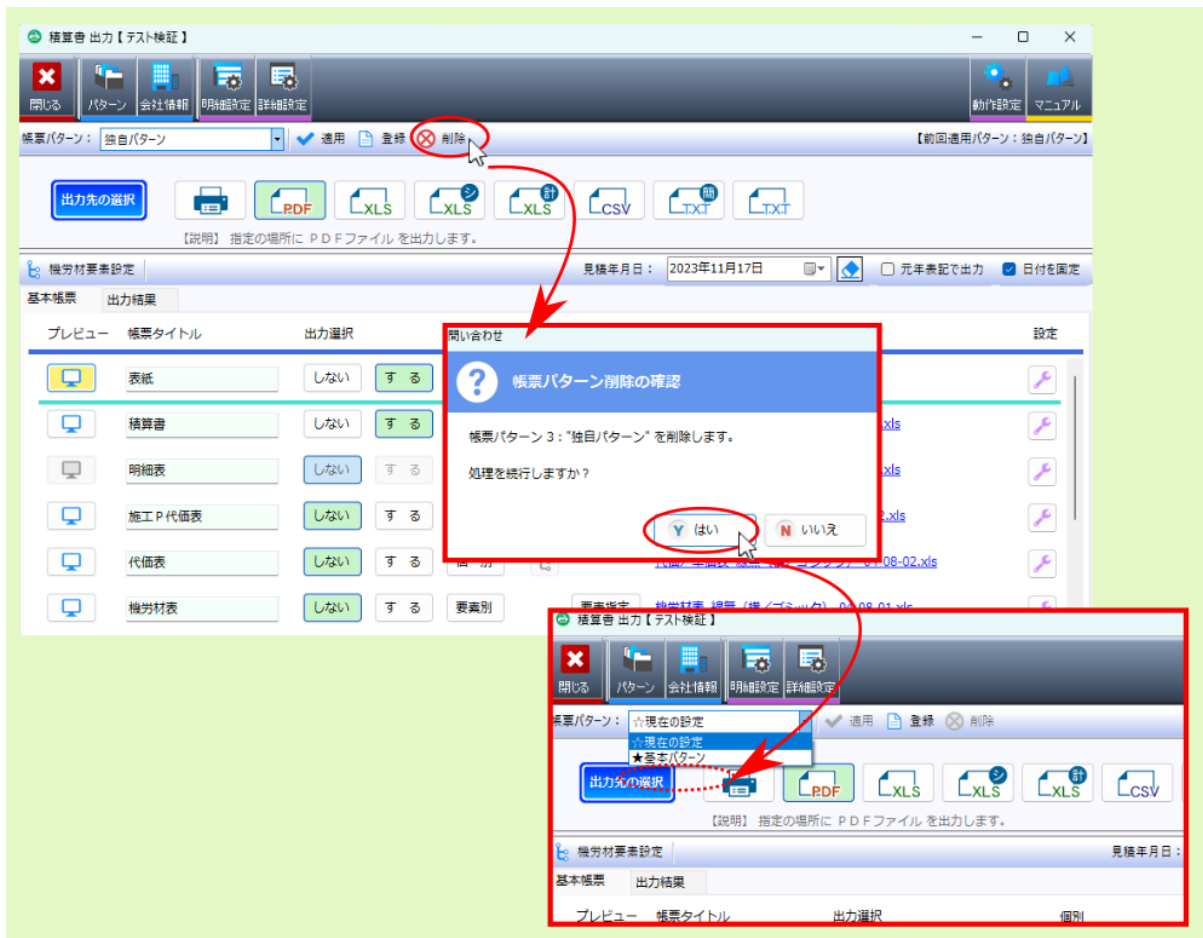 積算書 出力【 テスト検証 】
閉じる パターン 会社情報 明細設定 詳細設定 動作設定 マニュアル
帳票パターン： 独自パターン 適用 登録 削除 【前回適用パターン：独自パターン】
出力先の選択 PDF XLS シ XLS 計 XLS CSV 簡 TXT TXT
【説明】 指定の場所に ＰＤＦファイル を出力します。
機労材要素設定 見積年月日： 2023年11月17日 元年表記で出力 日付を固定
基本帳票 出力結果
プレビュー 帳票タイトル 出力選択 設定
表紙 しない す る
積算書 しない す る .xls
明細表 しない す る .xls
施工Ｐ代価表 しない す る 2.xls
代価表 しない す る 08-02.xls
機労材表 しない す る 要素別
問い合わせ
? 帳票パターン削除の確認
帳票パターン 3："独自パターン" を削除します。
処理を続行しますか？
Y はい N いいえ
積算書 出力【 テスト検証 】
閉じる パターン 会社情報 明細設定 詳細設定
帳票パターン： ☆現在の設定 適用 登録 削除
☆現在の設定
★基本パターン
出力先の選択 PDF XLS シ XLS 計 XLS CSV
【説明】 指定の場所に ＰＤＦファイル を出力します。
機労材要素設定 見積年月日：
基本帳票 出力結果
プレビュー 帳票タイトル 出力選択 個別